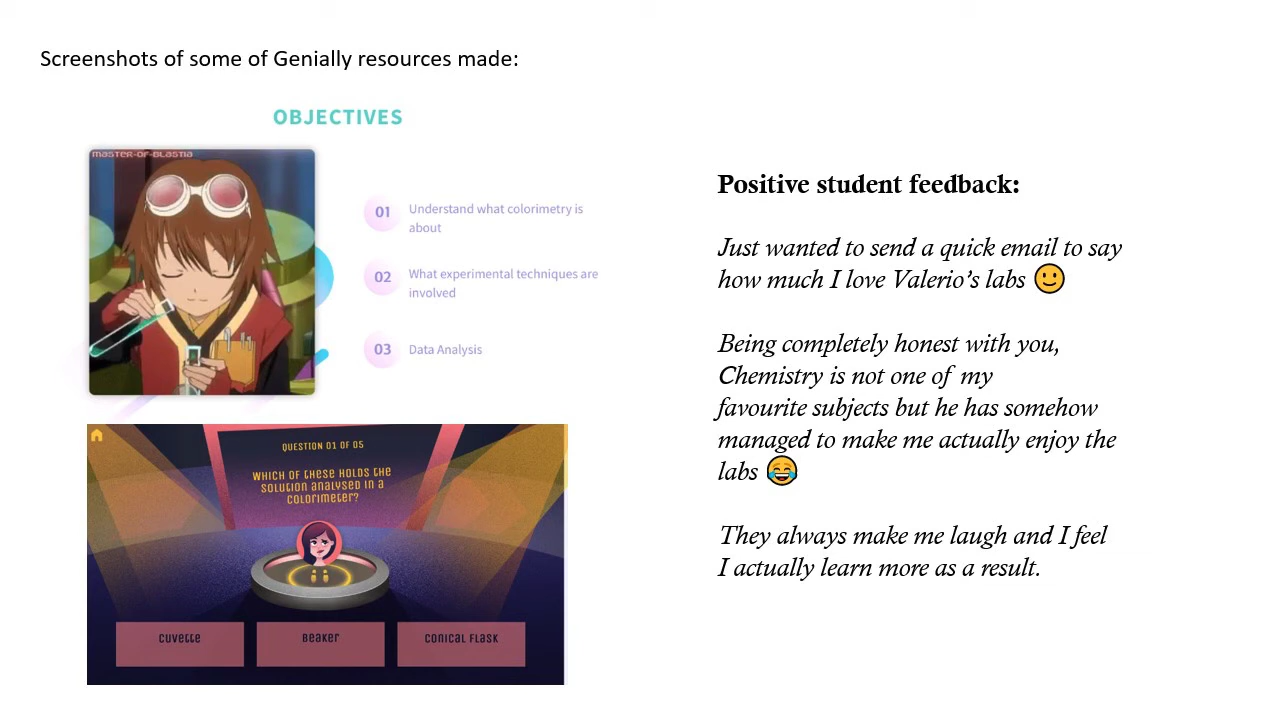 Screenshots of some of Genially resources made:
OBJECTIVES
MASTER-OF-BLASTIA
01
Understand what colorimetry is
about
02
What experimental techniques are
involved
03
Data Analysis
QUESTION 01 OF 05
WHICH OF THESE HOLDS THE
SOLUTION ANALYSED IN A
COLORIMETER?
CUVETTE
BEAKER
CONICAL FLASK
Positive student feedback:
Just wanted to send a quick email to say
how much I love Valerio's labs 🙂
Being completely honest with you,
Chemistry is not one of my
favourite subjects but he has somehow
managed to make me actually enjoy the
labs 😂
They always make me laugh and I feel
I actually learn more as a result.